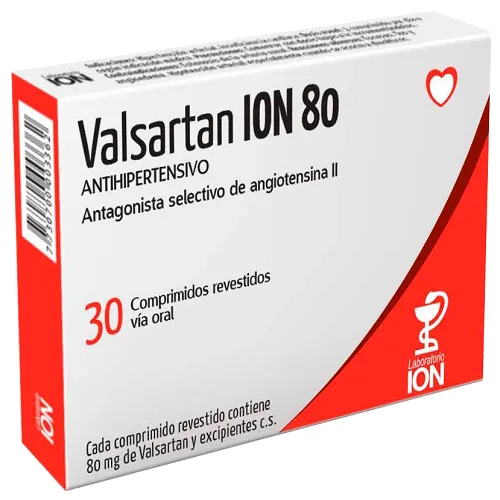 Valsartan ION 80
ANTIHIPERTENSIVO
Antagonista selectivo de angiotensina II
30 Comprimidos revestidos
vía oral
Laboratorio
ION
Cada comprimido revestido contiene
80 mg de Valsartan y excipientes c.s.
ION